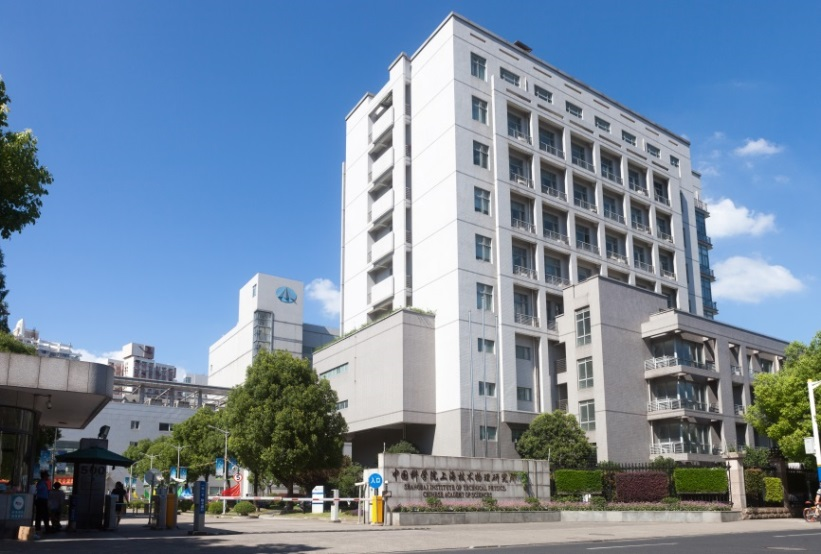 中国科学院上海技术物理研究所
SHANGHAI INSTITUTE OF TECHNICAL PHYSICS,
CHINESE ACADEMY OF SCIENCES
500